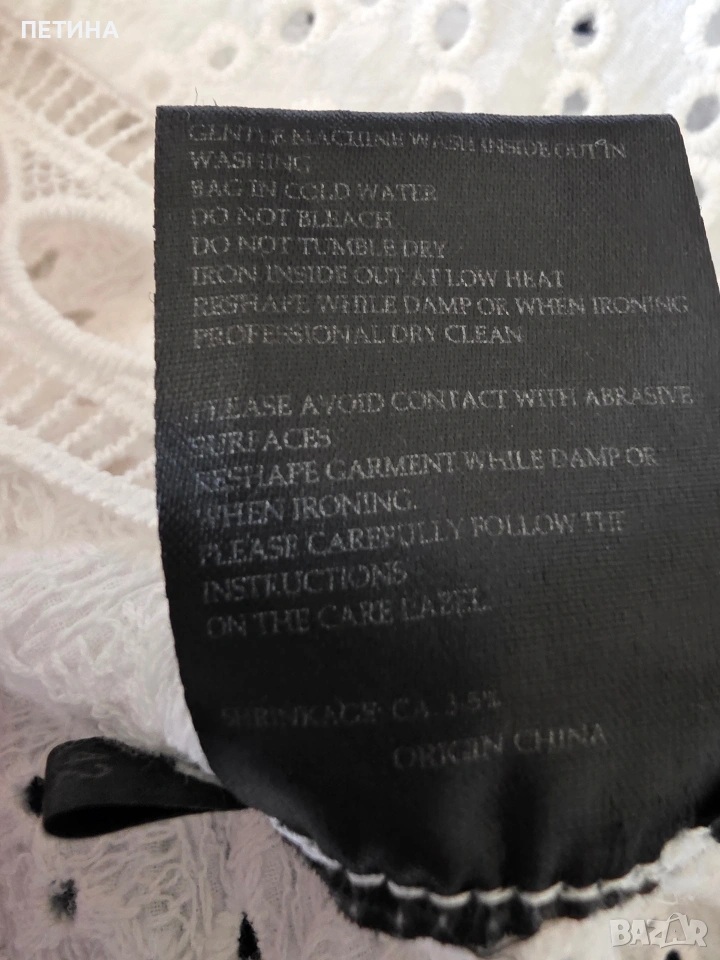 ПЕТИНА
GENTLE MACHINE WASH INSIDE OUT IN
WASHING
BAG IN COLD WATER
DO NOT BLEACH
DO NOT TUMBLE DRY
IRON INSIDE OUT AT LOW HEAT
RESHAPE WHILE DAMP OR WHEN IRONING
PROFESSIONAL DRY CLEAN
PLEASE AVOID CONTACT WITH ABRASIVE
SURFACES
RESHAPE GARMENT WHILE DAMP OR
WHEN IRONING.
PLEASE CAREFULLY FOLLOW THE
INSTRUCTIONS
ON THE CARE LABEL.
SHRINKAGE: CA. 3-5%
ORIGIN CHINA
S
BAZAR